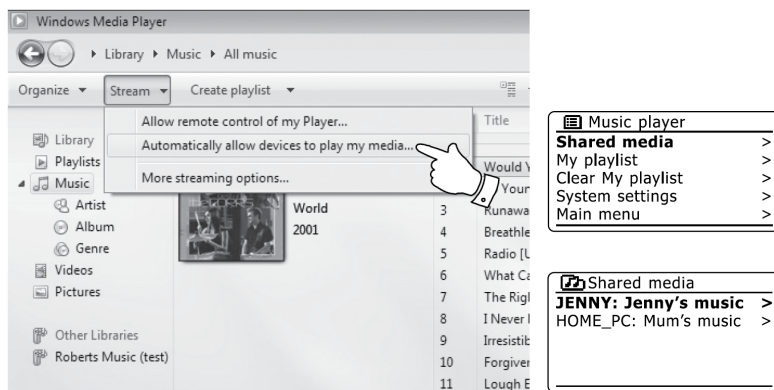 Windows Media Player
Library Music All music
Organize Stream Create playlist
Allow remote control of my Player...
Automatically allow devices to play my media...
More streaming options...
Library
Playlists
Music
Artist
Album
Genre
Videos
Pictures
Other Libraries
Roberts Music (test)
World
2001
Title
Would
Your
3 Runawa
4 Breathle
5 Radio [U
6 What Ca
7 The Rigl
8 I Never
9 Irresistib
10 Forgiver
11 Lough E
Music player
Shared media >
My playlist >
Clear My playlist >
System settings >
Main menu >
Shared media
JENNY: Jenny's music >
HOME_PC: Mum's music >